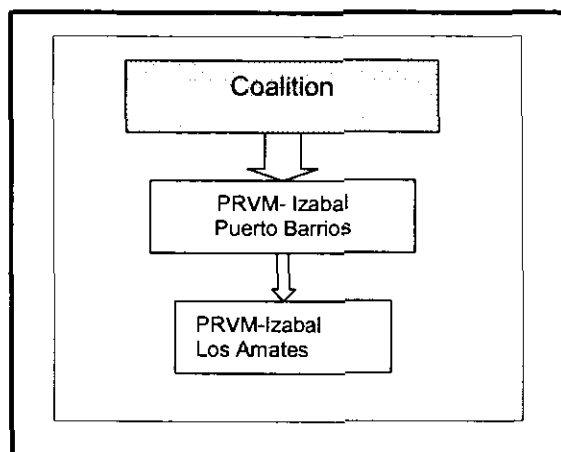 Coalition
PRVM- Izabal
Puerto Barrios
PRVM-Izabal
Los Amates